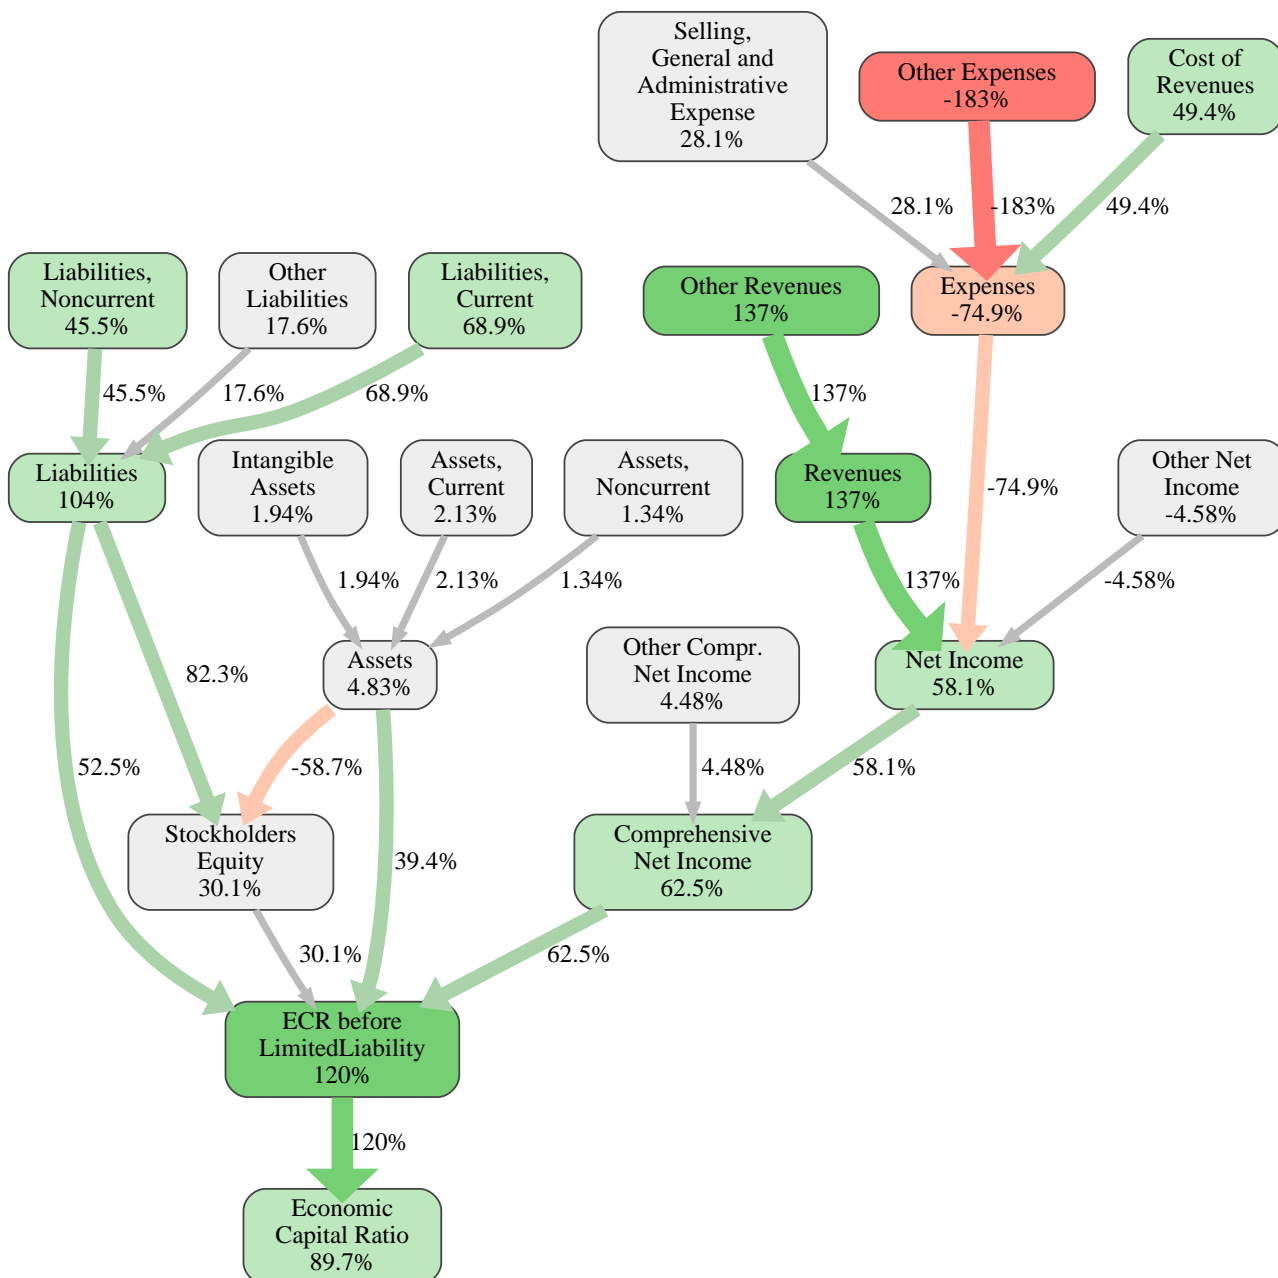 Selling,
General and
Administrative
Expense
28.1%
Other Expenses
-183%
Cost of
Revenues
49.4%
28.1%
-183%
49.4%
Liabilities,
Noncurrent
45.5%
Other
Liabilities
17.6%
Liabilities,
Current
68.9%
Other Revenues
137%
Expenses
-74.9%
45.5%
17.6%
68.9%
137%
Liabilities
104%
Intangible
Assets
1.94%
Assets,
Current
2.13%
Assets,
Noncurrent
1.34%
Revenues
137%
-74.9%
Other Net
Income
-4.58%
1.94%
2.13%
1.34%
137%
-4.58%
82.3%
Assets
4.83%
Other Compr.
Net Income
4.48%
Net Income
58.1%
52.5%
-58.7%
4.48%
58.1%
Stockholders
Equity
30.1%
39.4%
Comprehensive
Net Income
62.5%
30.1%
62.5%
ECR before
LimitedLiability
120%
120%
Economic
Capital Ratio
89.7%